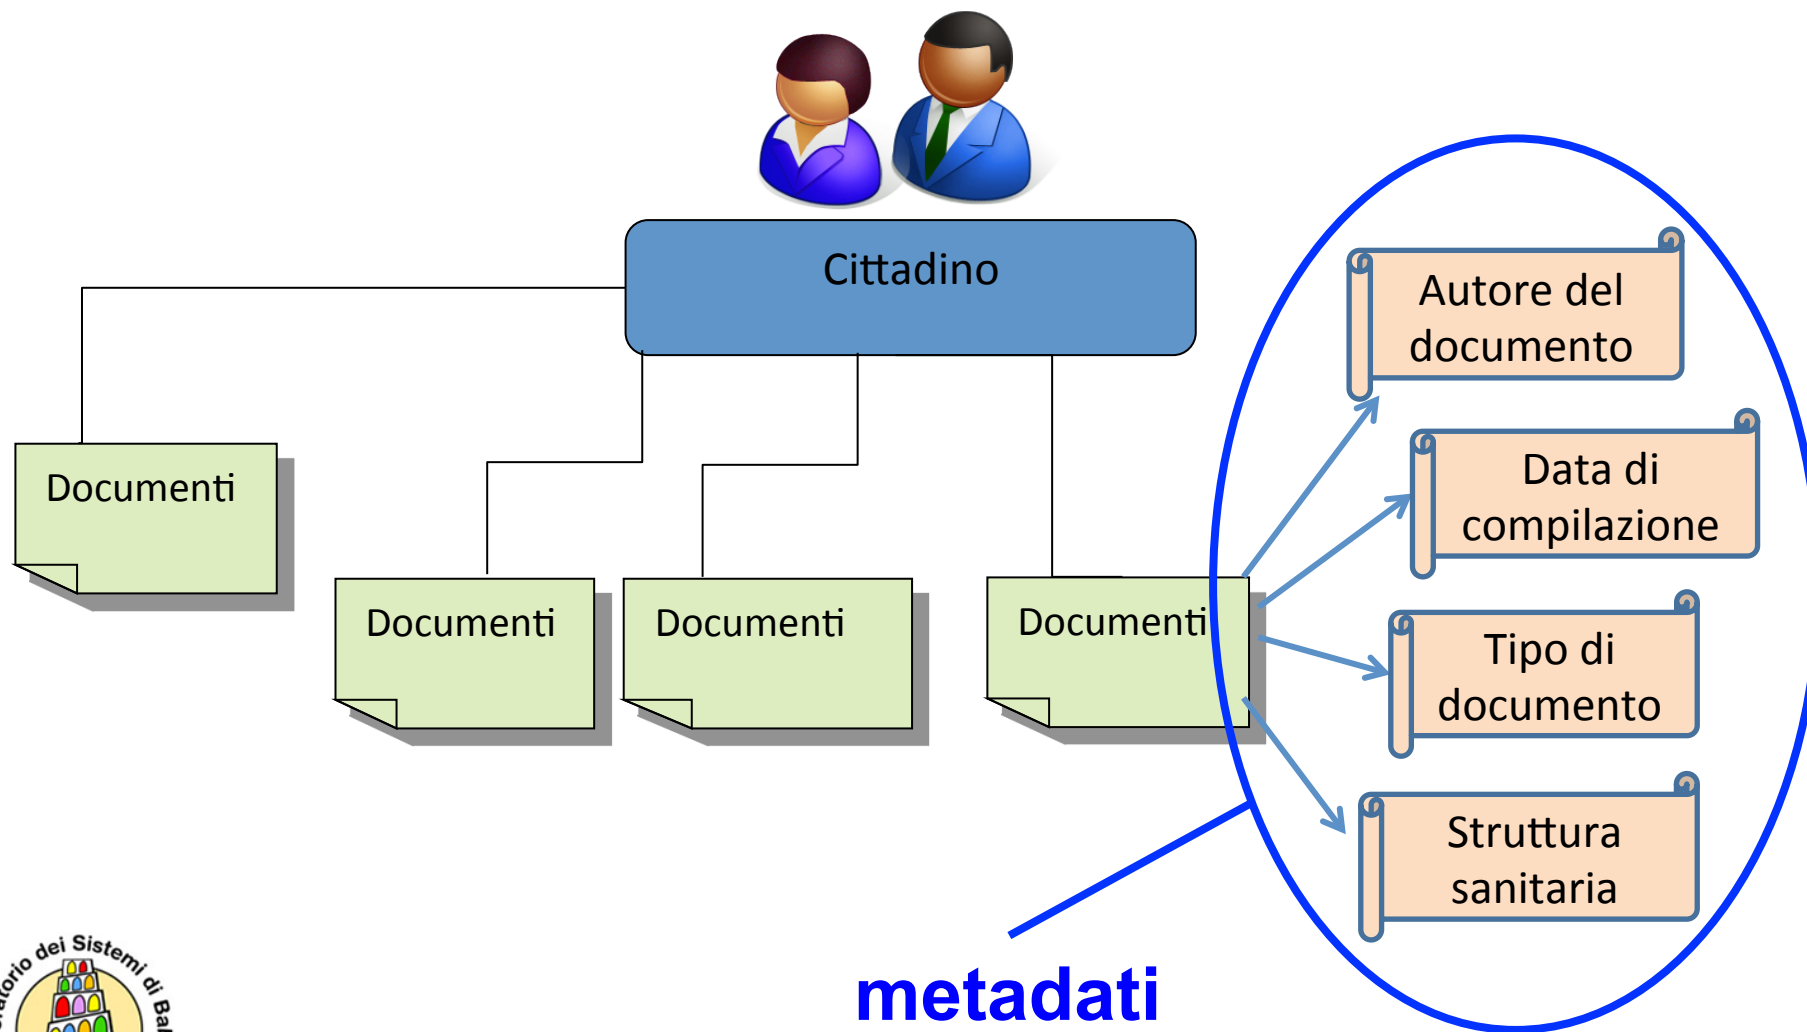 Cittadino
Autore del
documento
Documenti
Data di
compilazione
Documenti
Documenti
Documenti
Tipo di
documento
Struttura
sanitaria
metadati
dei Sistemi di